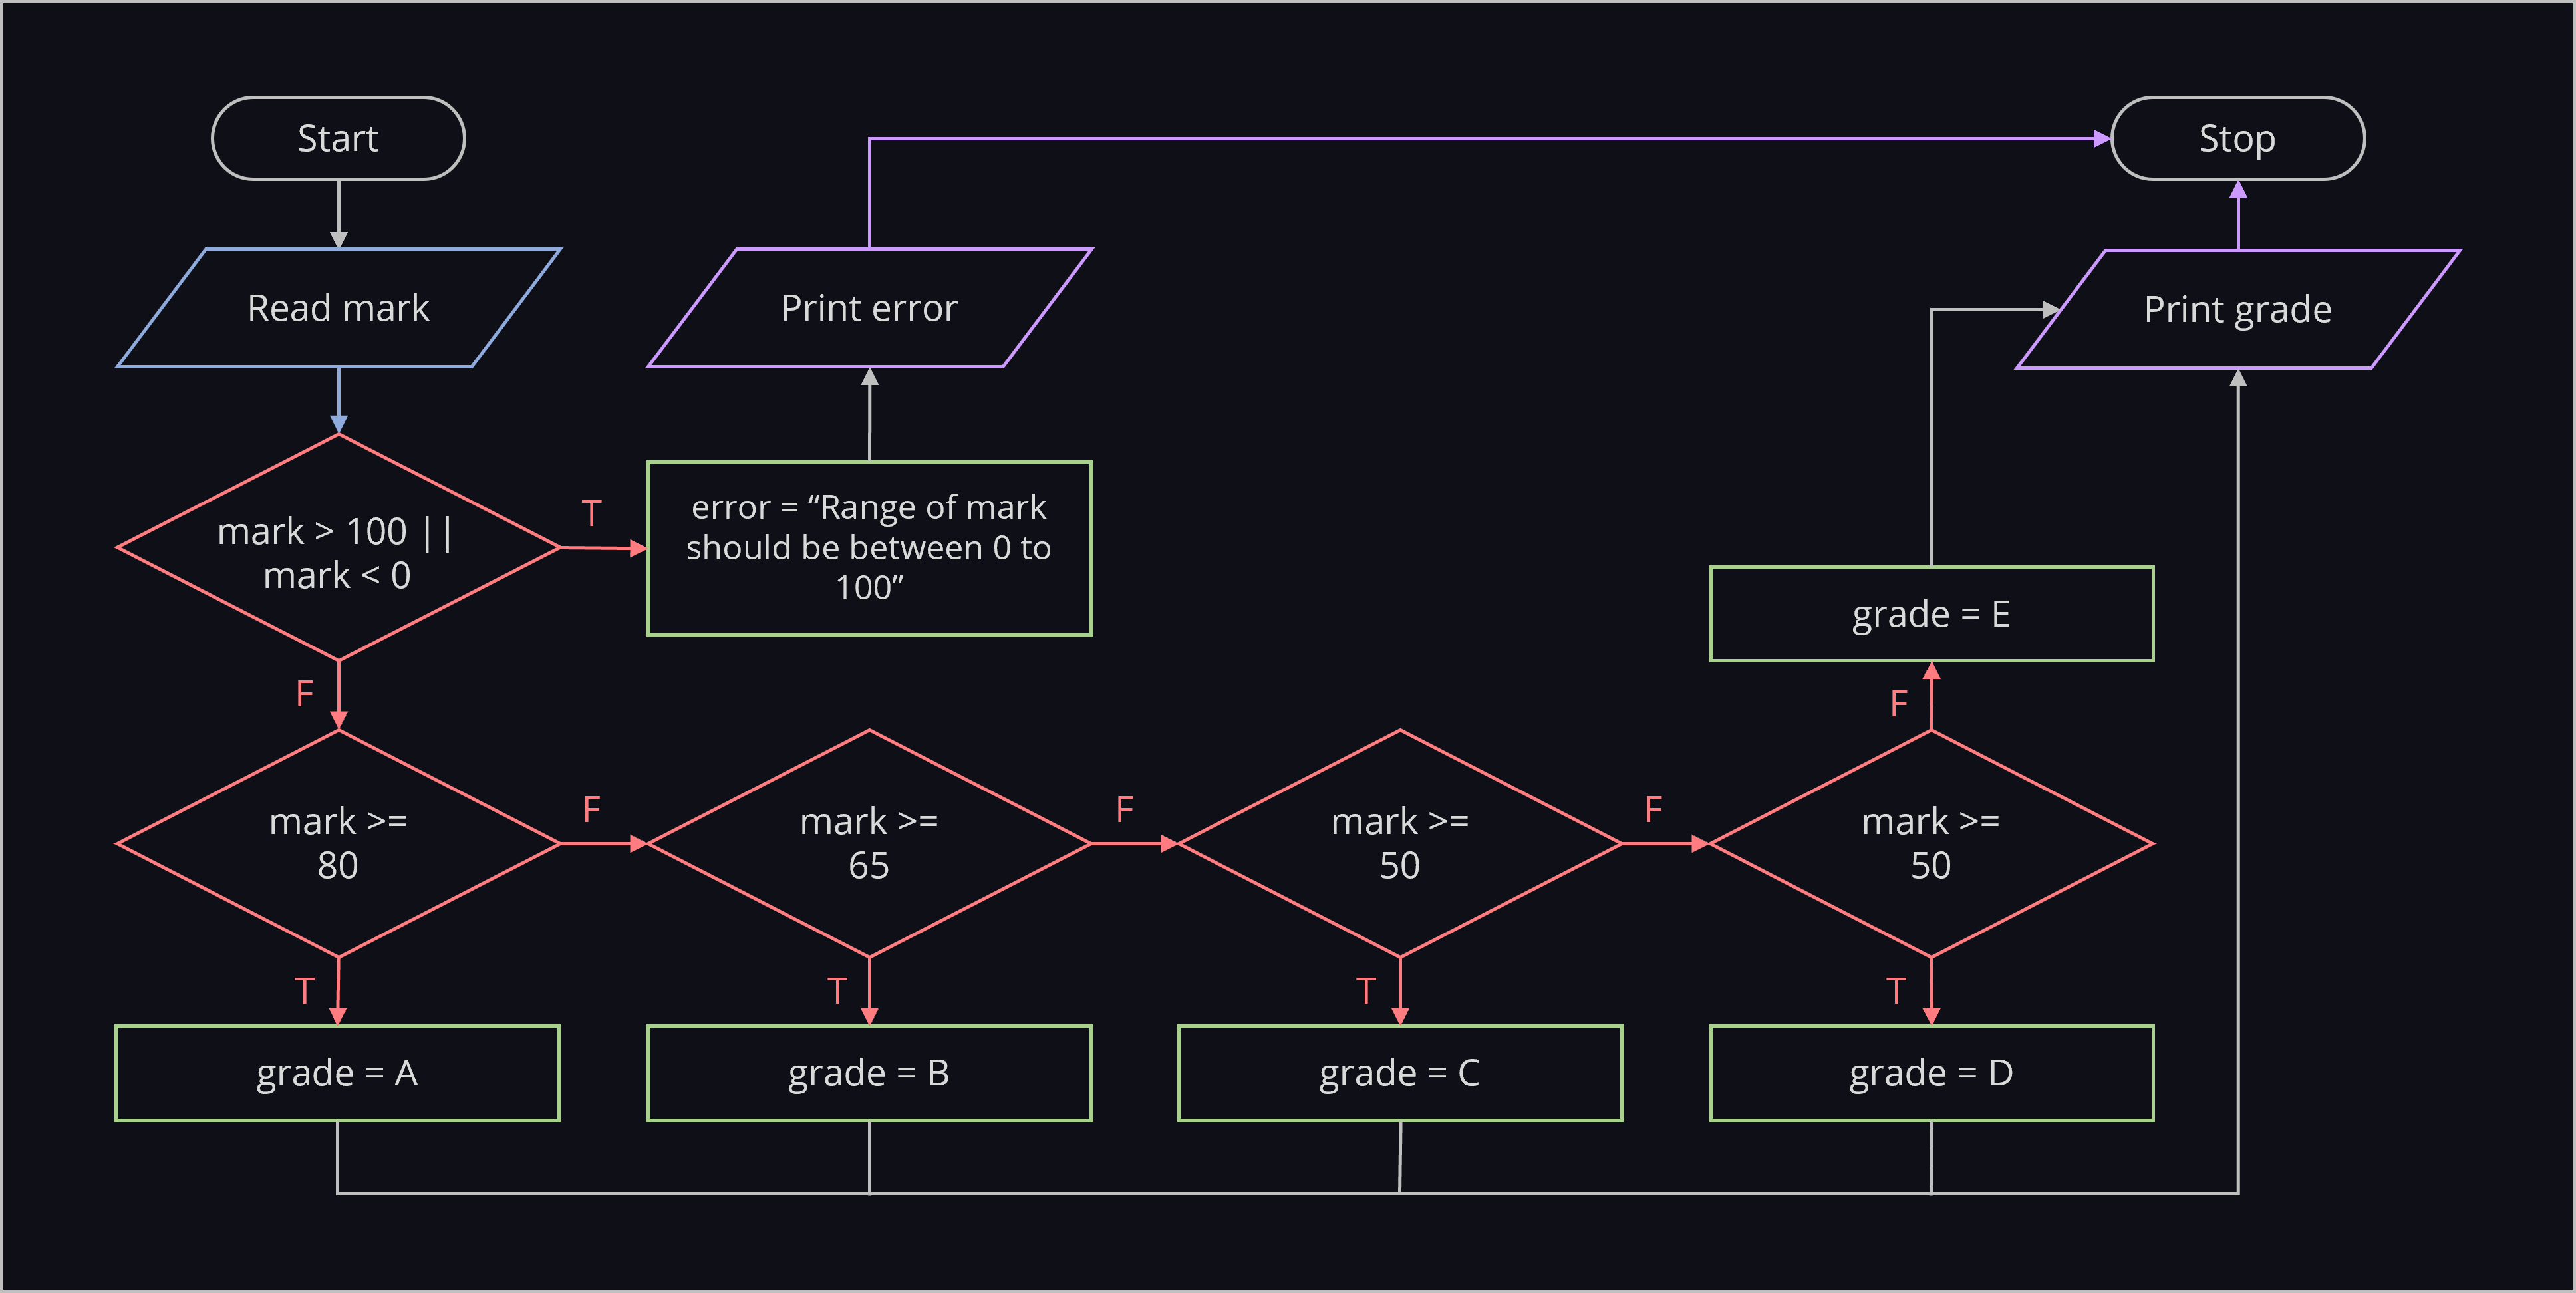 Start
Stop
Read mark
Print error
Print grade
mark > 100 ||
mark < 0
T
error = “Range of mark
should be between 0 to
100”
grade = E
F
F
mark >=
80
F
mark >=
65
F
mark >=
50
F
mark >=
50
T
T
T
T
grade = A
grade = B
grade = C
grade = D